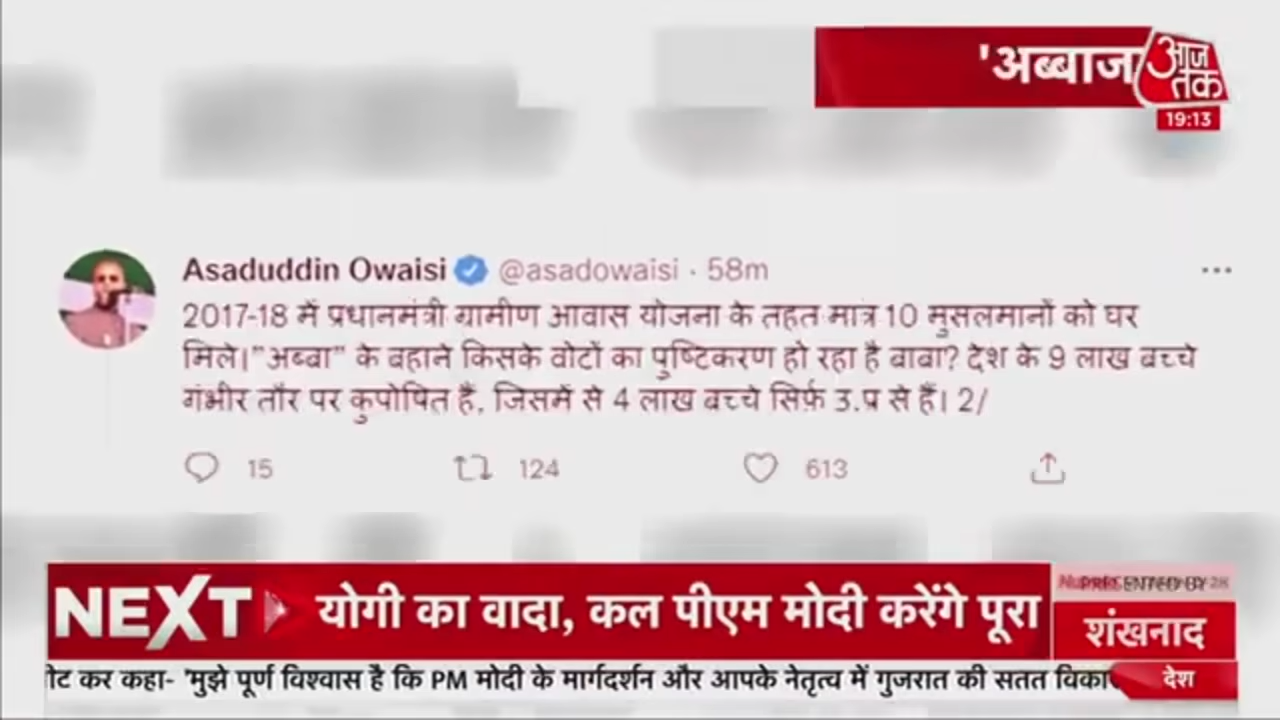 'अब्बाज
आज
तक
19:13
Asaduddin Owaisi @asadowaisi · 58m
2017-18 में प्रधानमंत्री ग्रामीण आवास योजना के तहत मात्र 10 मुसलमानों को घर
मिले।"अब्बा" के बहाने किसके वोटों का पुष्टिकरण हो रहा है बाबा? देश के 9 लाख बच्चे
गंभीर तौर पर कुपोषित हैं, जिसमें से 4 लाख बच्चे सिर्फ़ उ.प्र से हैं। 2/
15 124 613
NEXT योगी का वादा, कल पीएम मोदी करेंगे पूरा
PRESENTED BY
शंखनाद
ीट कर कहा- "मुझे पूर्ण विश्वास है कि PM मोदी के मार्गदर्शन और आपके नेतृत्व में गुजरात की सतत
देश